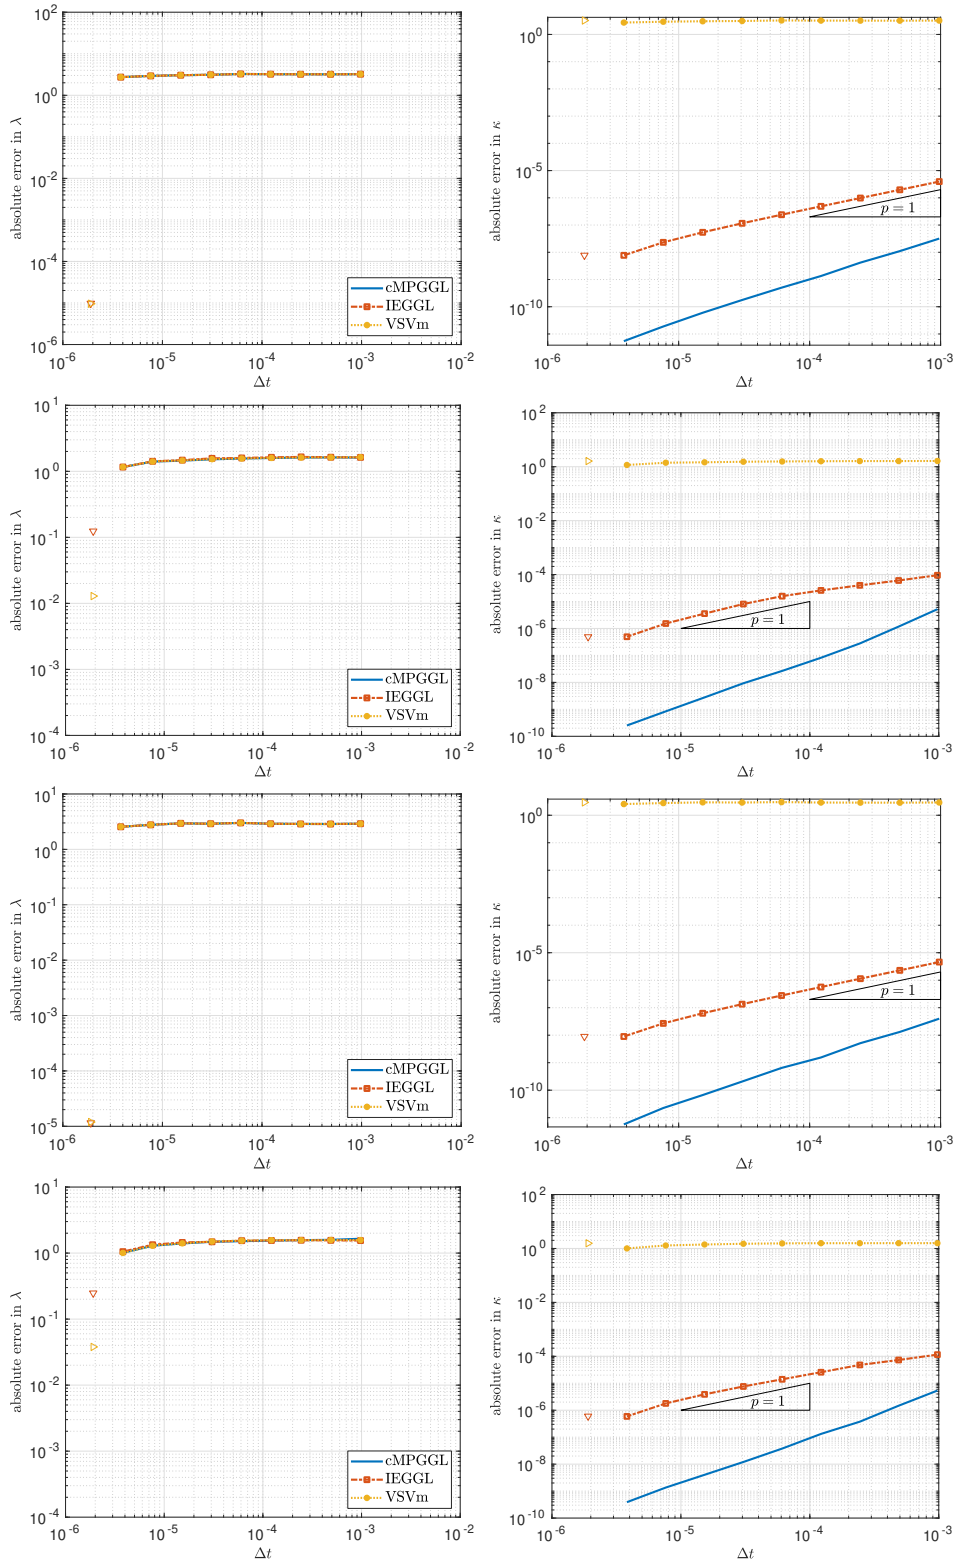 10^2
10^0
10^-2
10^-4
10^-6
10^-6 10^-5 10^-4 10^-3 10^-2
absolute error in λ
Δt
cMPGGL
IEGGL
VSVm
10^0
10^-5
10^-10
10^-6 10^-5 10^-4 10^-3
absolute error in κ
Δt
p = 1
10^1
10^0
10^-1
10^-2
10^-3
10^-4
10^-6 10^-5 10^-4 10^-3 10^-2
absolute error in λ
Δt
cMPGGL
IEGGL
VSVm
10^2
10^0
10^-2
10^-4
10^-6
10^-8
10^-10
10^-6 10^-5 10^-4 10^-3
absolute error in κ
Δt
p = 1
10^1
10^0
10^-1
10^-2
10^-3
10^-4
10^-5
10^-6 10^-5 10^-4 10^-3 10^-2
absolute error in λ
Δt
cMPGGL
IEGGL
VSVm
10^0
10^-5
10^-10
10^-6 10^-5 10^-4 10^-3
absolute error in κ
Δt
p = 1
10^1
10^0
10^-1
10^-2
10^-3
10^-4
10^-6 10^-5 10^-4 10^-3 10^-2
absolute error in λ
Δt
cMPGGL
IEGGL
VSVm
10^2
10^0
10^-2
10^-4
10^-6
10^-8
10^-10
10^-6 10^-5 10^-4 10^-3
absolute error in κ
Δt
p = 1